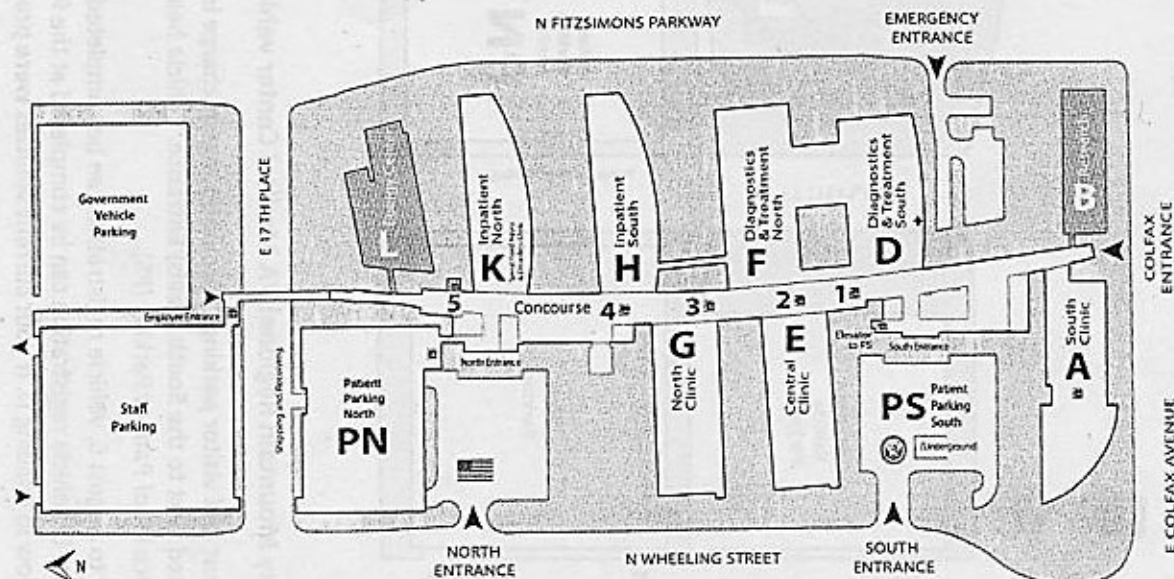 N FITZSIMONS PARKWAY
EMERGENCY
ENTRANCE
Government
Vehicle
Parking
E 17TH PLACE
L
Inpatient
North
K
Inpatient
South
H
Diagnostics
& Treatment
North
F
Diagnostics
& Treatment
South
D
B
COLFAX
ENTRANCE
Employee Entrance
5
Concourse
4
3
2
1
Elevator
to PS
South Entrance
North Entrance
Shipping and Receiving
Staff
Parking
Patient
Parking
North
PN
G
North
Clinic
E
Central
Clinic
PS
Patient
Parking
South
(Underground)
South
Clinic
A
E COLFAX AVENUE
N
NORTH
ENTRANCE
N WHEELING STREET
SOUTH
ENTRANCE